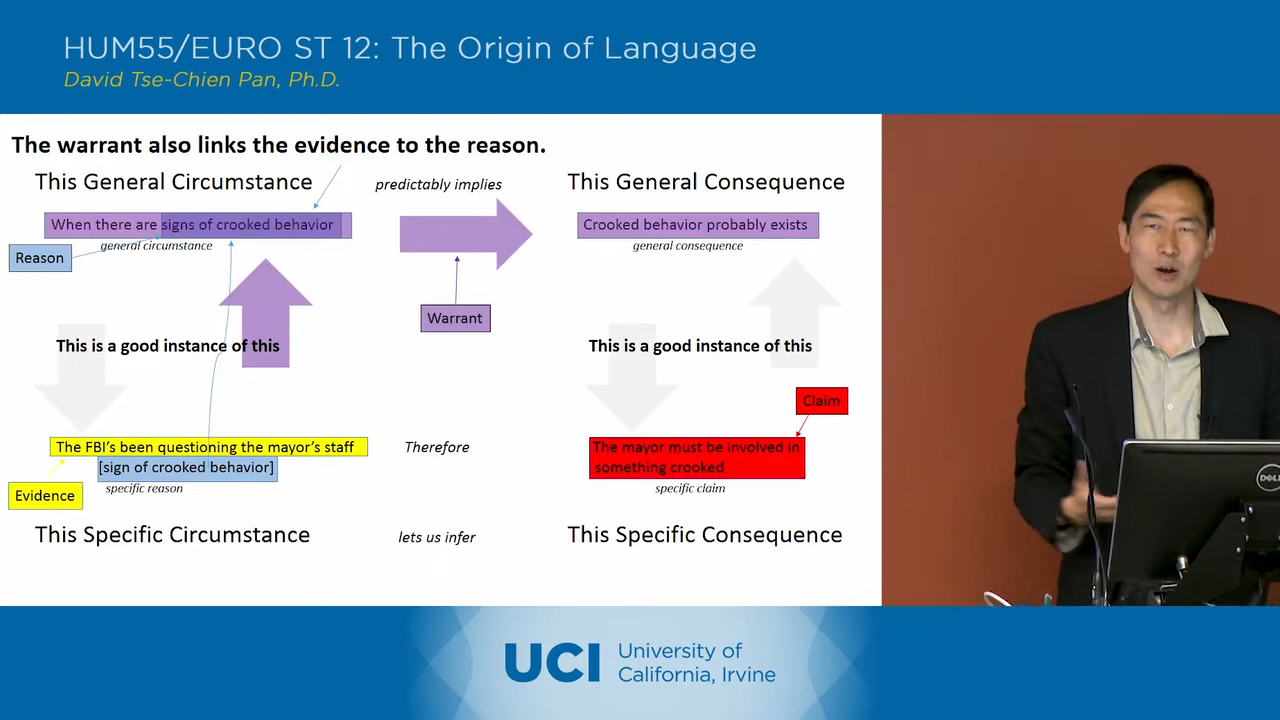 HUM55/EURO ST 12: The Origin of Language
David Tse-Chien Pan, Ph.D.
The warrant also links the evidence to the reason.
This General Circumstance
predictably implies
This General Consequence
When there are signs of crooked behavior
Crooked behavior probably exists
general circumstance
general consequence
Reason
Warrant
This is a good instance of this
This is a good instance of this
Claim
The FBI's been questioning the mayor's staff
Therefore
The mayor must be involved in
something crooked
[sign of crooked behavior]
specific reason
specific claim
Evidence
This Specific Circumstance
lets us infer
This Specific Consequence
DELL
UCI
University of
California, Irvine